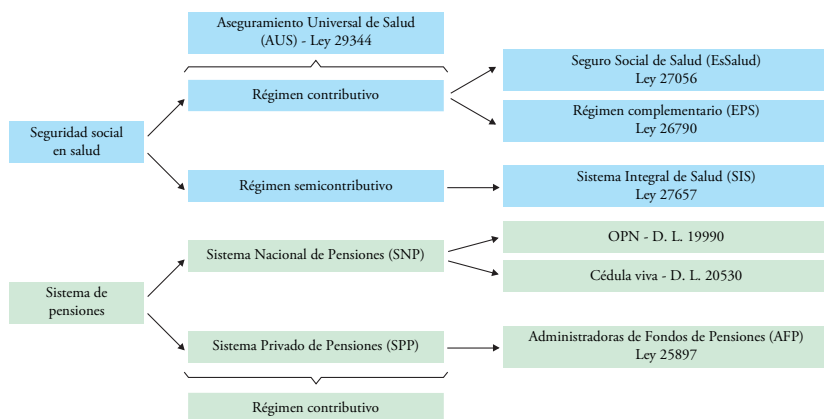 Aseguramiento Universal de Salud
(AUS) - Ley 29344
Seguro Social de Salud (EsSalud)
Ley 27056
Régimen contributivo
Régimen complementario (EPS)
Ley 26790
Seguridad social
en salud
Régimen semicontributivo
Sistema Integral de Salud (SIS)
Ley 27657
OPN - D. L. 19990
Sistema Nacional de Pensiones (SNP)
Cédula viva - D. L. 20530
Sistema de
pensiones
Sistema Privado de Pensiones (SPP)
Administradoras de Fondos de Pensiones (AFP)
Ley 25897
Régimen contributivo